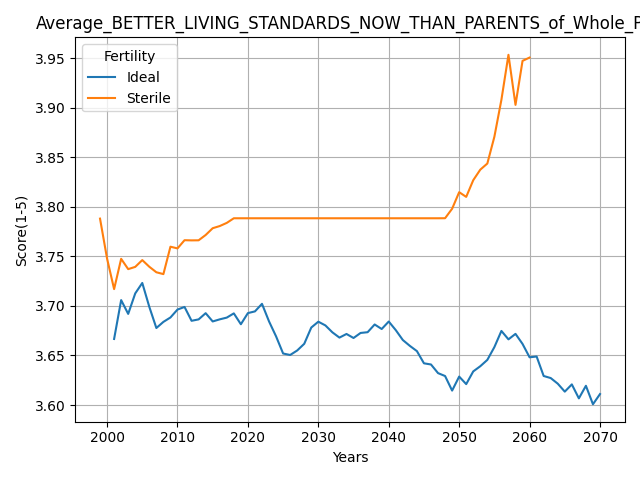 Average_BETTER_LIVING_STANDARDS_NOW_THAN_PARENTS_of_Whole_P
Fertility
Ideal
Sterile
Score(1-5)
3.95
3.90
3.85
3.80
3.75
3.70
3.65
3.60
2000 2010 2020 2030 2040 2050 2060 2070
Years